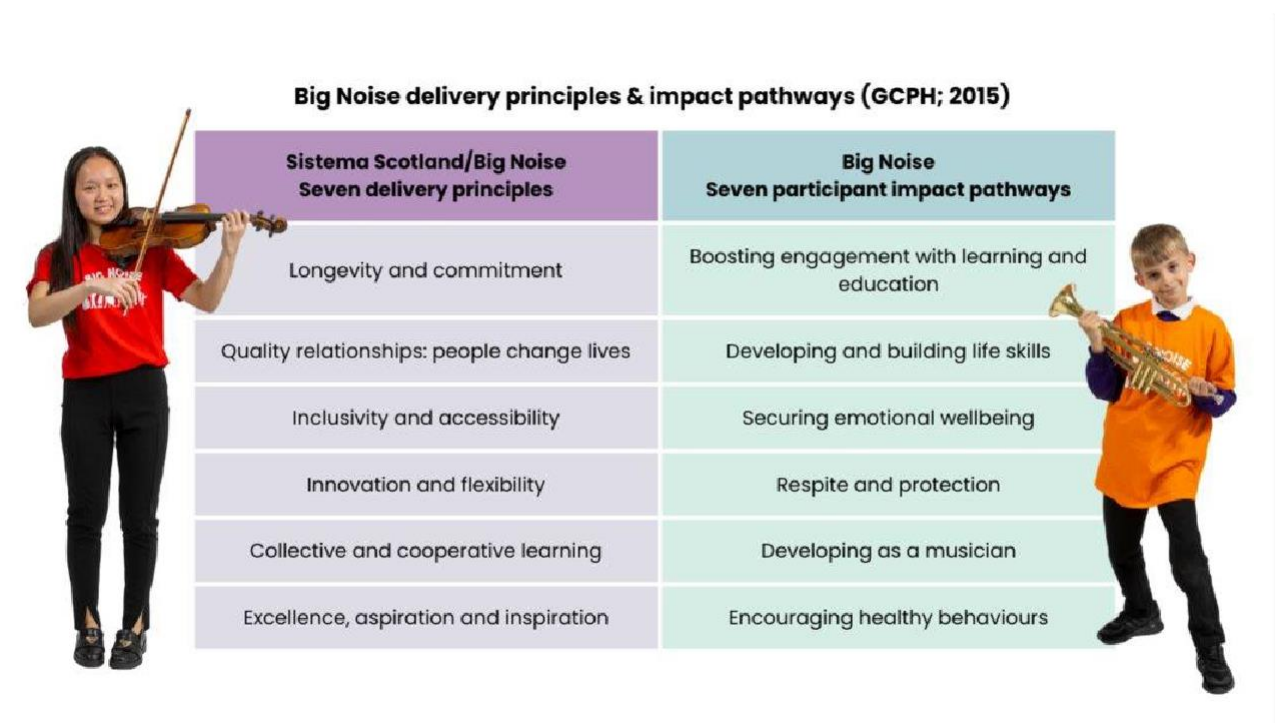 Big Noise delivery principles & impact pathways (GCPH; 2015)
Sistema Scotland/Big Noise
Seven delivery principles
Big Noise
Seven participant impact pathways
Longevity and commitment
Boosting engagement with learning and
education
Quality relationships: people change lives
Developing and building life skills
Inclusivity and accessibility
Securing emotional wellbeing
Innovation and flexibility
Respite and protection
Collective and cooperative learning
Developing as a musician
Excellence, aspiration and inspiration
Encouraging healthy behaviours
BIG NOISE